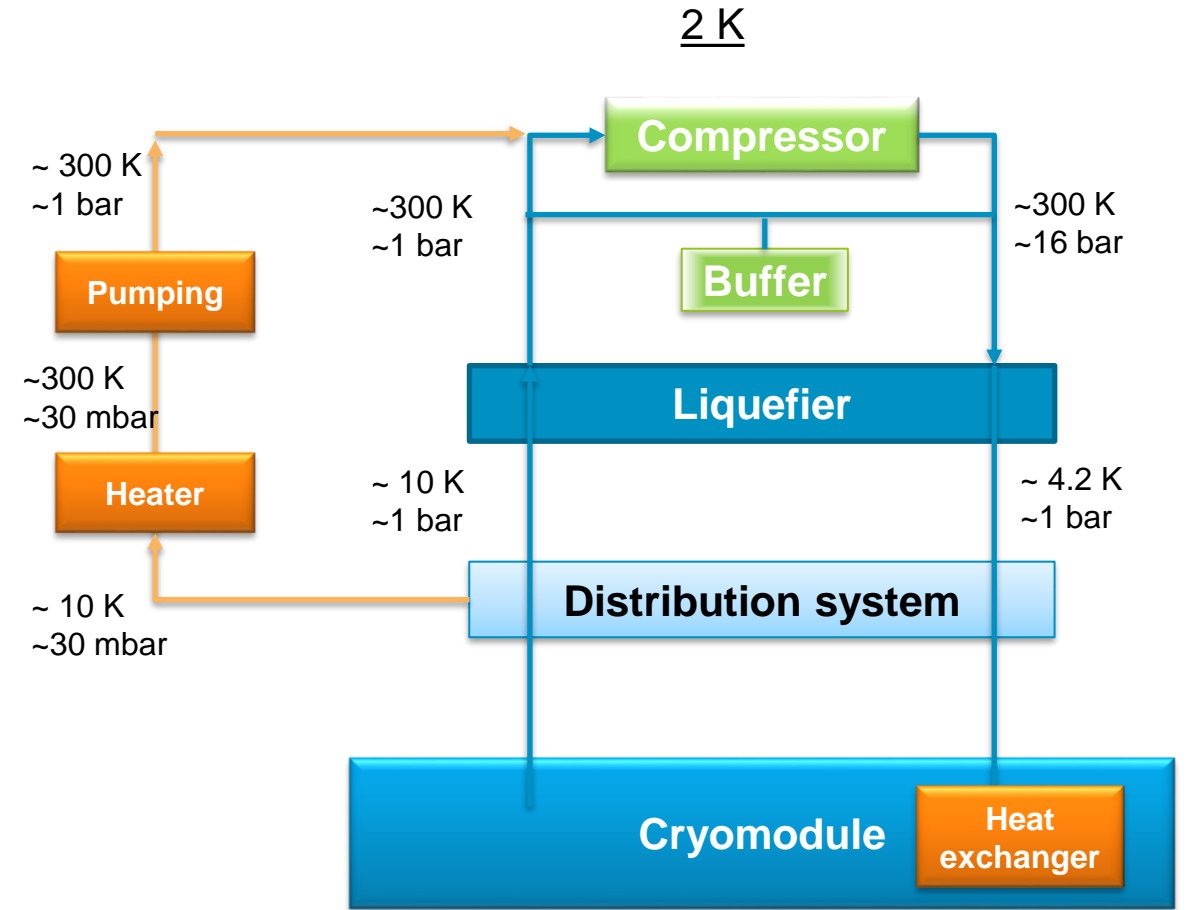 2 K
Compressor
~ 300 K
~1 bar
~300 K
~1 bar
~300 K
~16 bar
Buffer
Pumping
~300 K
~30 mbar
Liquefier
Heater
~ 10 K
~1 bar
~ 4.2 K
~1 bar
Distribution system
~ 10 K
~30 mbar
Cryomodule
Heat
exchanger